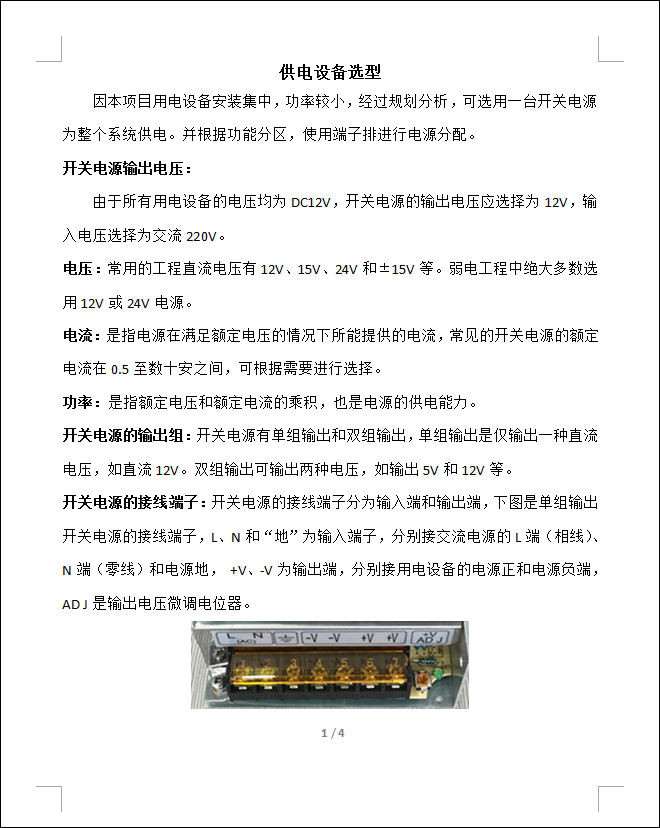 供电设备选型
因本项目用电设备安装集中，功率较小，经过规划分析，可选用一台开关电源
为整个系统供电。并根据功能分区，使用端子排进行电源分配。
开关电源输出电压：
由于所有用电设备的电压均为 DC12V，开关电源的输出电压应选择为 12V，输
入电压选择为交流 220V。
电压：常用的工程直流电压有 12V、15V、24V 和±15V 等。弱电工程中绝大多数选
用 12V 或 24V 电源。
电流：是指电源在满足额定电压的情况下所能提供的电流，常见的开关电源的额定
电流在 0.5 至数十安之间，可根据需要进行选择。
功率：是指额定电压和额定电流的乘积，也是电源的供电能力。
开关电源的输出组：开关电源有单组输出和双组输出，单组输出是仅输出一种直流
电压，如直流 12V。双组输出可输出两种电压，如输出 5V 和 12V 等。
开关电源的接线端子：开关电源的接线端子分为输入端和输出端，下图是单组输出
开关电源的接线端子，L、N 和“地”为输入端子，分别接交流电源的 L 端（相线）、
N 端（零线）和电源地， +V、-V 为输出端，分别接用电设备的电源正和电源负端，
ADJ 是输出电压微调电位器。
L N -V -V +V +V +V
(AC) ADJ
1 2 3 4 5 6 7
1 / 4